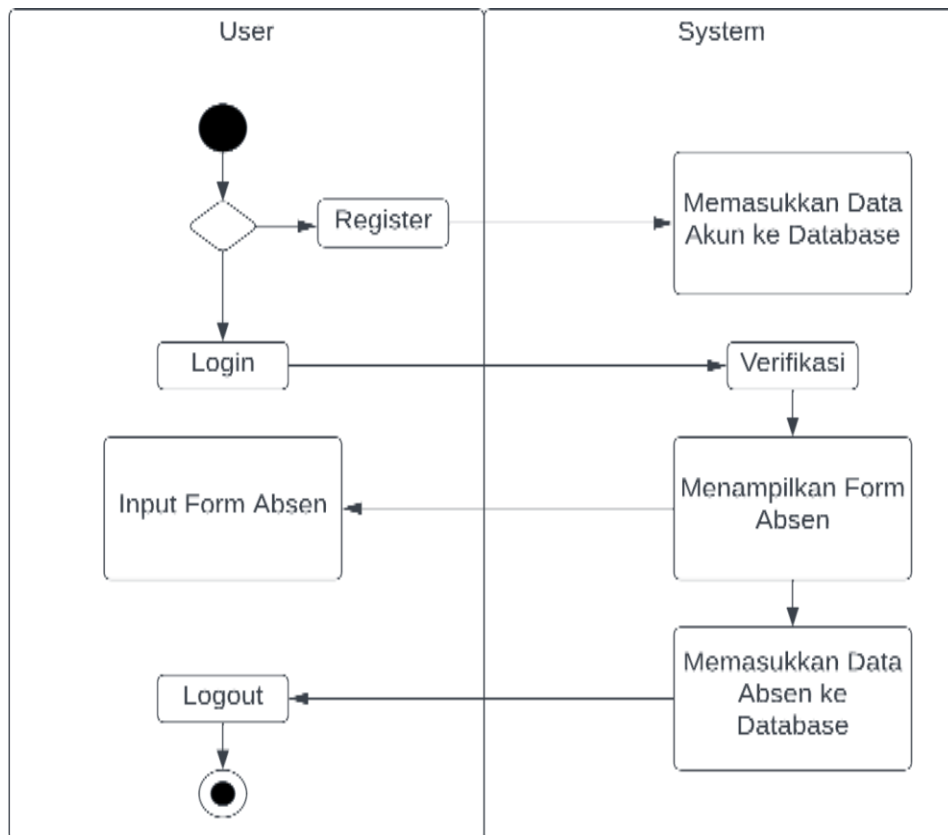 User
System
Register
Memasukkan Data
Akun ke Database
Login
Verifikasi
Input Form Absen
Menampilkan Form
Absen
Memasukkan Data
Absen ke
Database
Logout